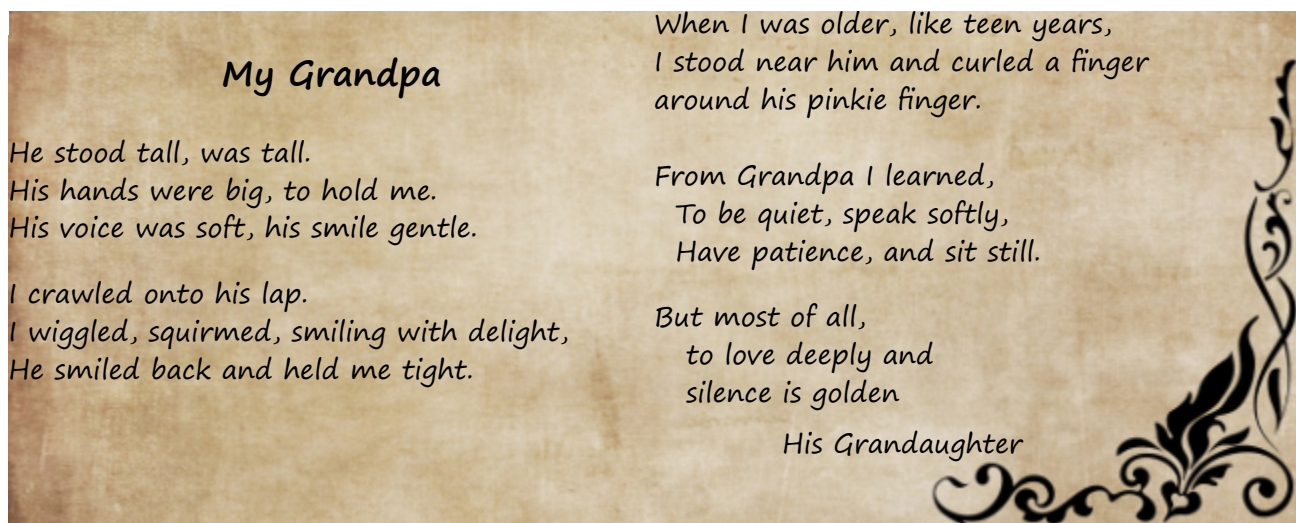 My Grandpa
He stood tall, was tall.
His hands were big, to hold me.
His voice was soft, his smile gentle.
I crawled onto his lap.
I wiggled, squirmed, smiling with delight,
He smiled back and held me tight.
When I was older, like teen years,
I stood near him and curled a finger
around his pinkie finger.
From Grandpa I learned,
To be quiet, speak softly,
Have patience, and sit still.
But most of all,
to love deeply and
silence is golden
His Grandaughter